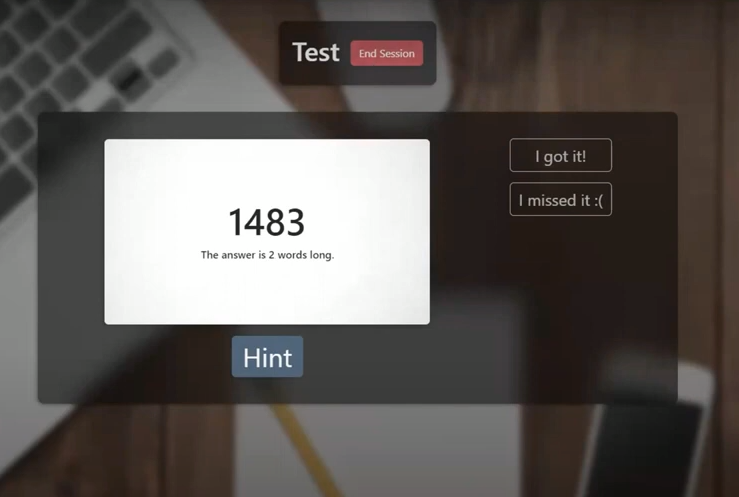 Test End Session
1483
The answer is 2 words long.
Hint
I got it!
I missed it :(